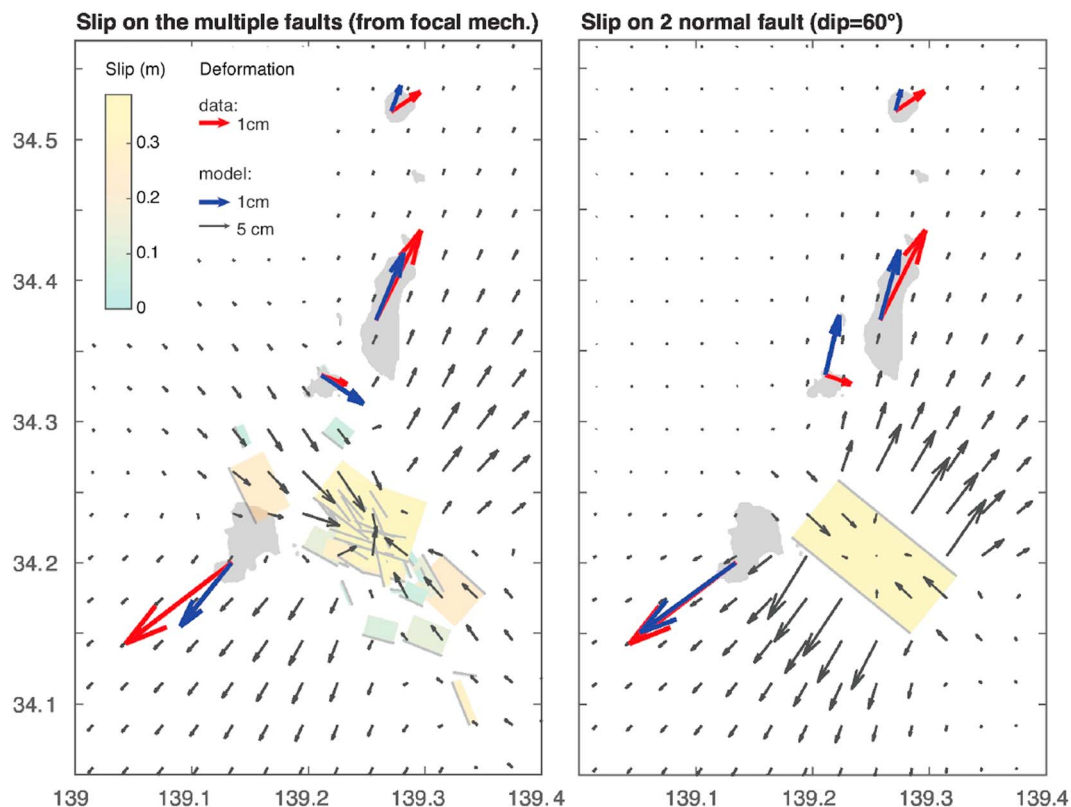 Slip on the multiple faults (from focal mech.)
Slip on 2 normal fault (dip=60°)
Slip (m)
Deformation
data:
1cm
model:
1cm
5 cm
0.3
0.2
0.1
0
34.5
34.4
34.3
34.2
34.1
139
139.1
139.2
139.3
139.4
139.1
139.2
139.3
139.4